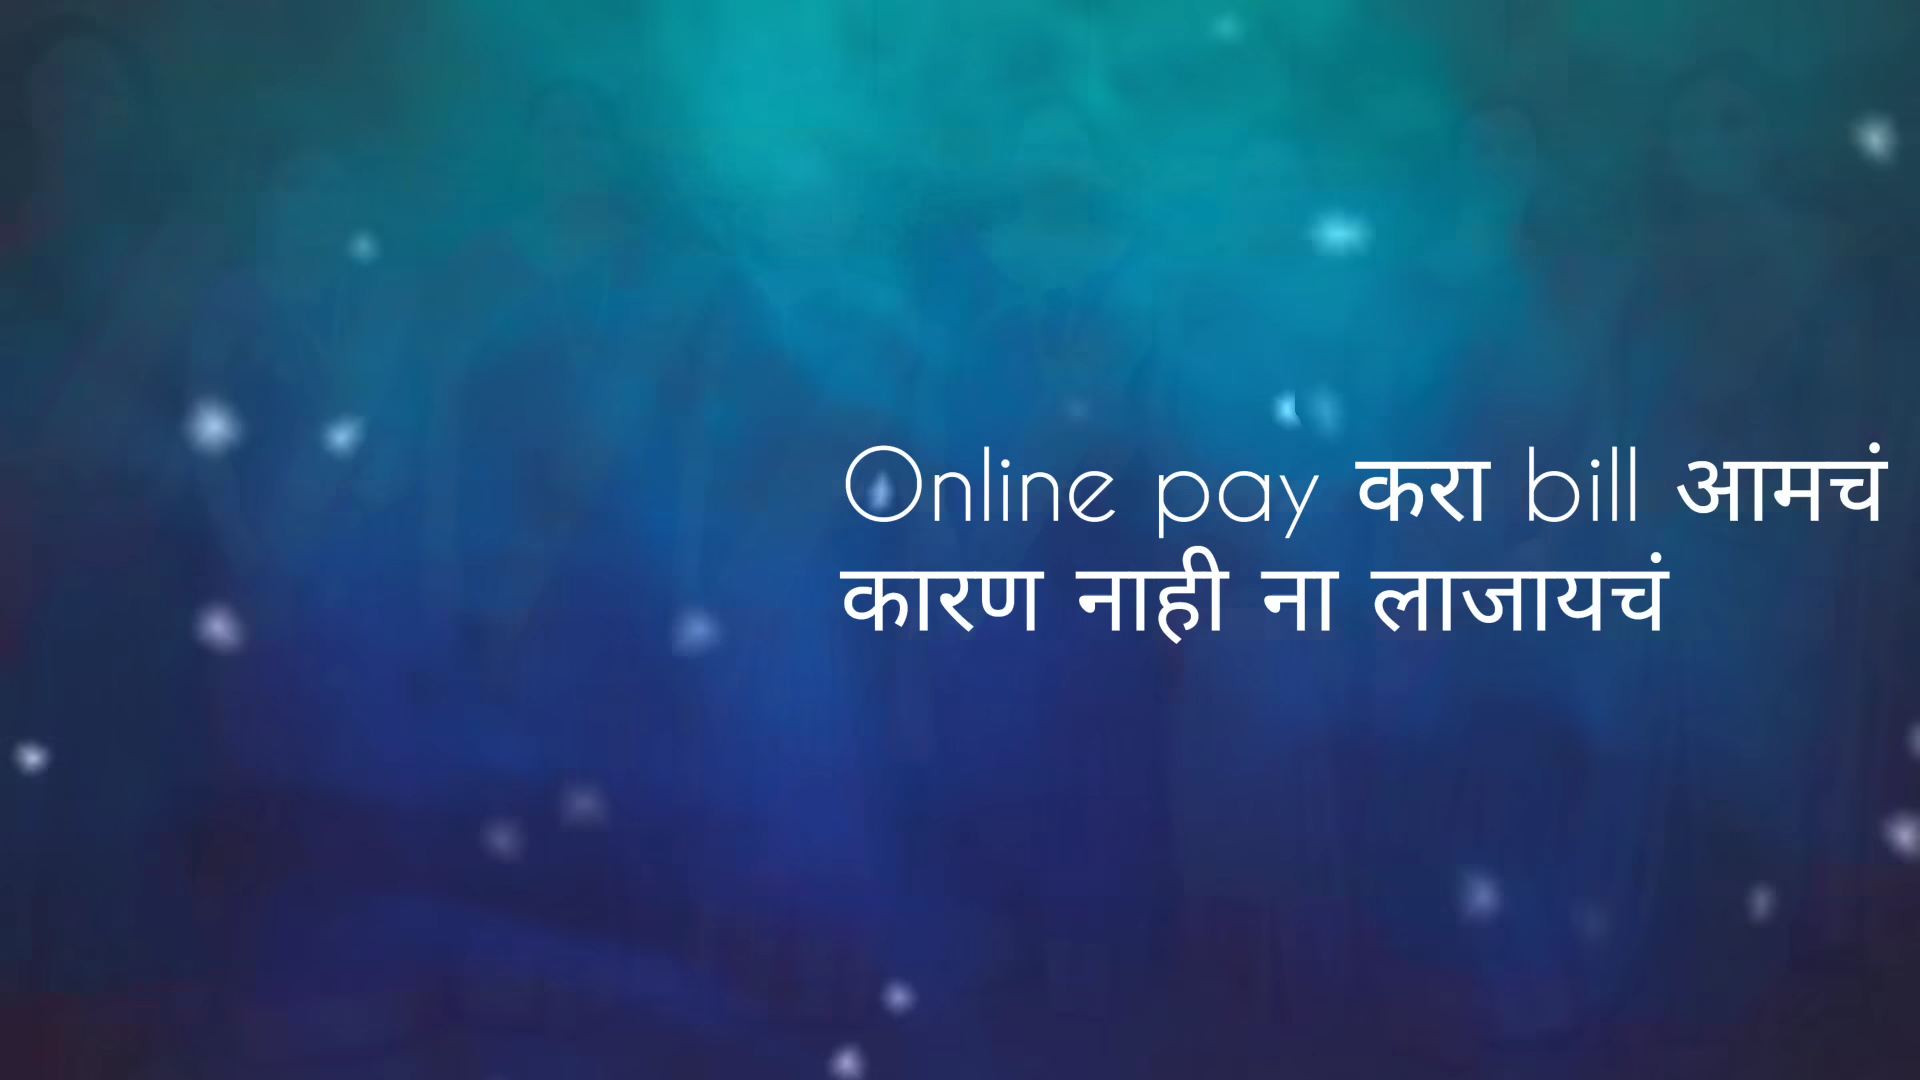 Online pay करा bill आमचं
कारण नाही ना लाजायचं